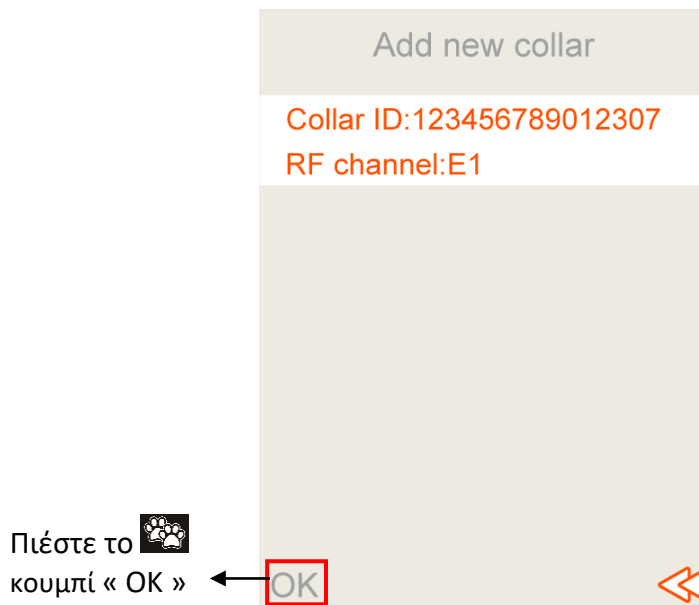 Add new collar
Collar ID:123456789012307
RF channel:E1
Πιέστε το
κουμπί « OK »
OK